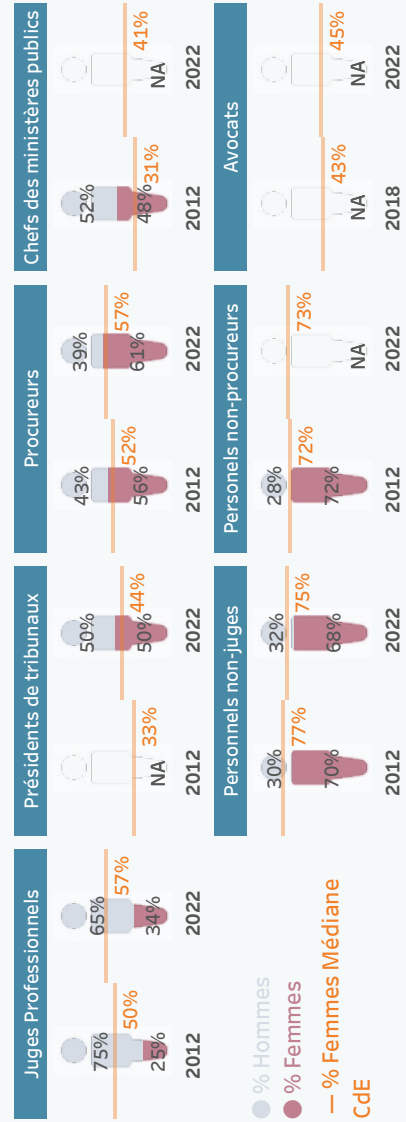 Juges Professionnels
75%
25%
50%
2012
65%
34%
57%
2022
Présidents de tribunaux
NA
33%
2012
50%
50%
44%
2022
Procureurs
43%
56%
52%
2012
39%
61%
57%
2022
Chefs des ministères publics
52%
48%
31%
2012
NA
41%
2022
% Hommes
% Femmes
% Femmes Médiane
CdE
Personnels non-juges
30%
70%
77%
2012
32%
68%
75%
2022
Personels non-procureurs
28%
72%
72%
2012
NA
73%
2022
Avocats
NA
43%
2018
NA
45%
2022